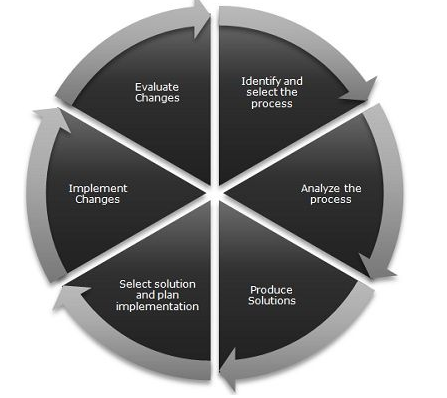 Identify and
select the
process
Analyze the
process
Produce
Solutions
Select solution
and plan
implementation
Implement
Changes
Evaluate
Changes